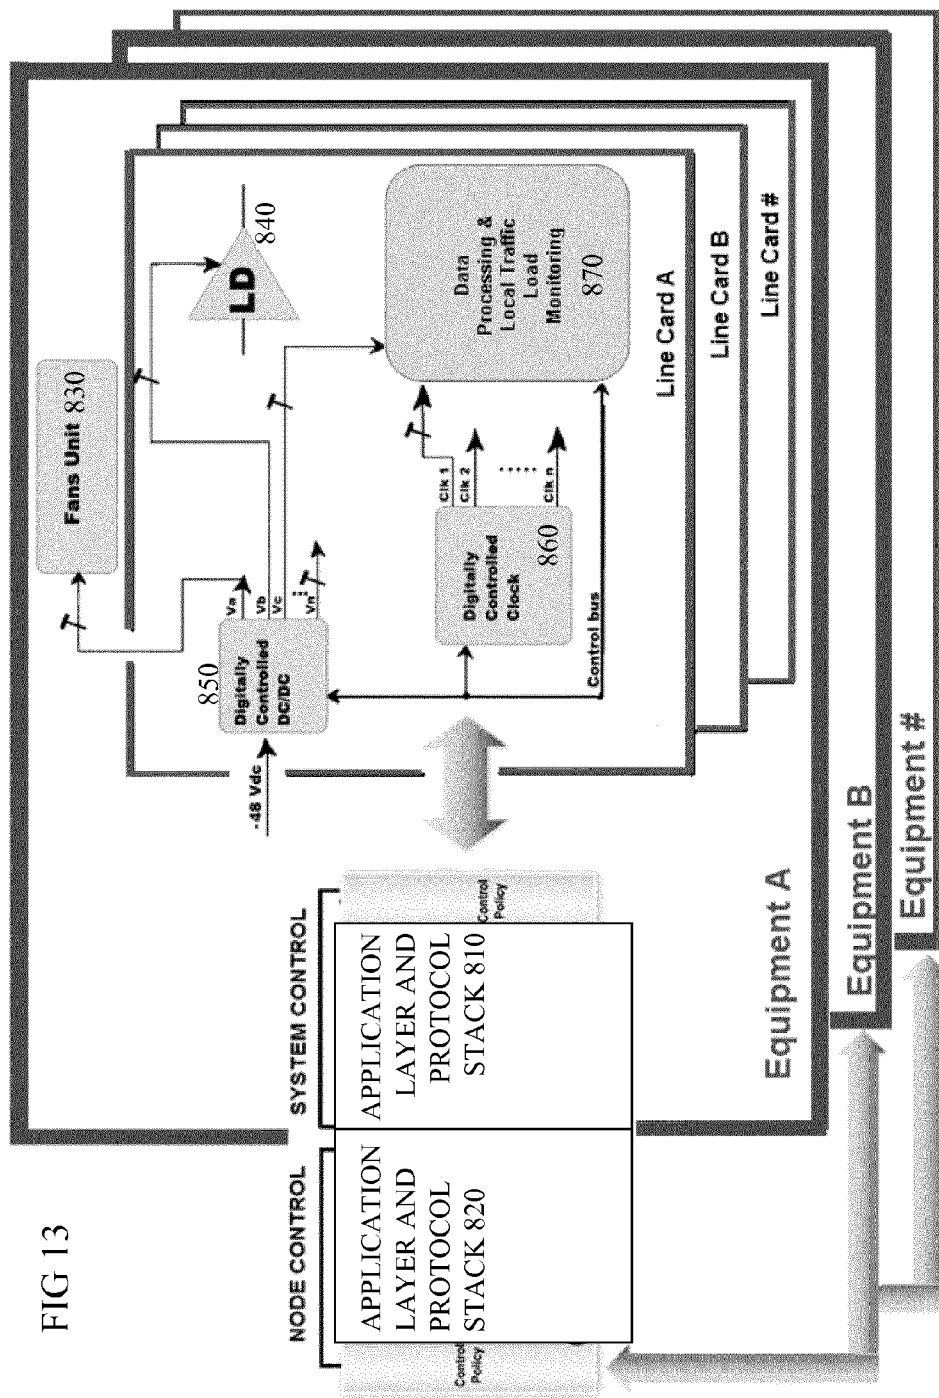 FIG 13
NODE CONTROL
SYSTEM CONTROL
Control
Policy
APPLICATION
LAYER AND
PROTOCOL
STACK 820
APPLICATION
LAYER AND
PROTOCOL
STACK 810
Control
Policy
-48 Vdc
850
Digitally
Controlled
DC/DC
Va
Vb
Vc
Vn
Fans Unit 830
LD
840
Digitally
Controlled
Clock
860
Clk 1
Clk 2
Clk n
Control bus
Data
Processing &
Local Traffic
Load
Monitoring
870
T
T
T
T
T
Line Card A
Line Card B
Line Card #
Equipment A
Equipment B
Equipment #